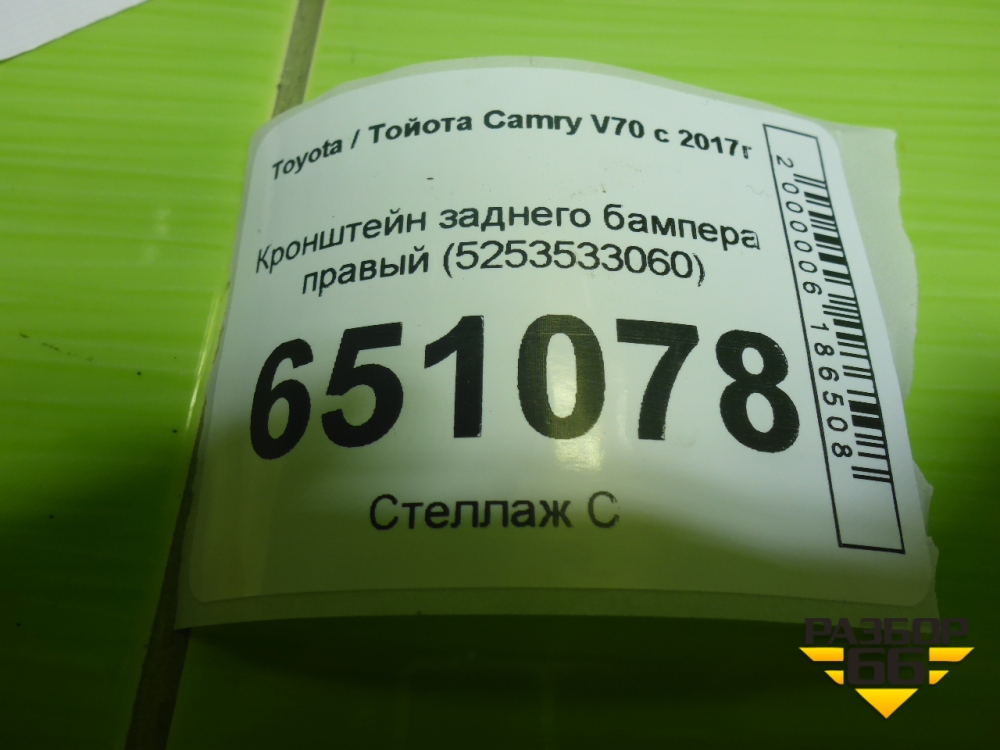 Toyota / Тойота Camry V70 с 2017г
Кронштейн заднего бампера
правый (5253533060)
651078
Стеллаж С
2000006186508
РАЗБОР
66